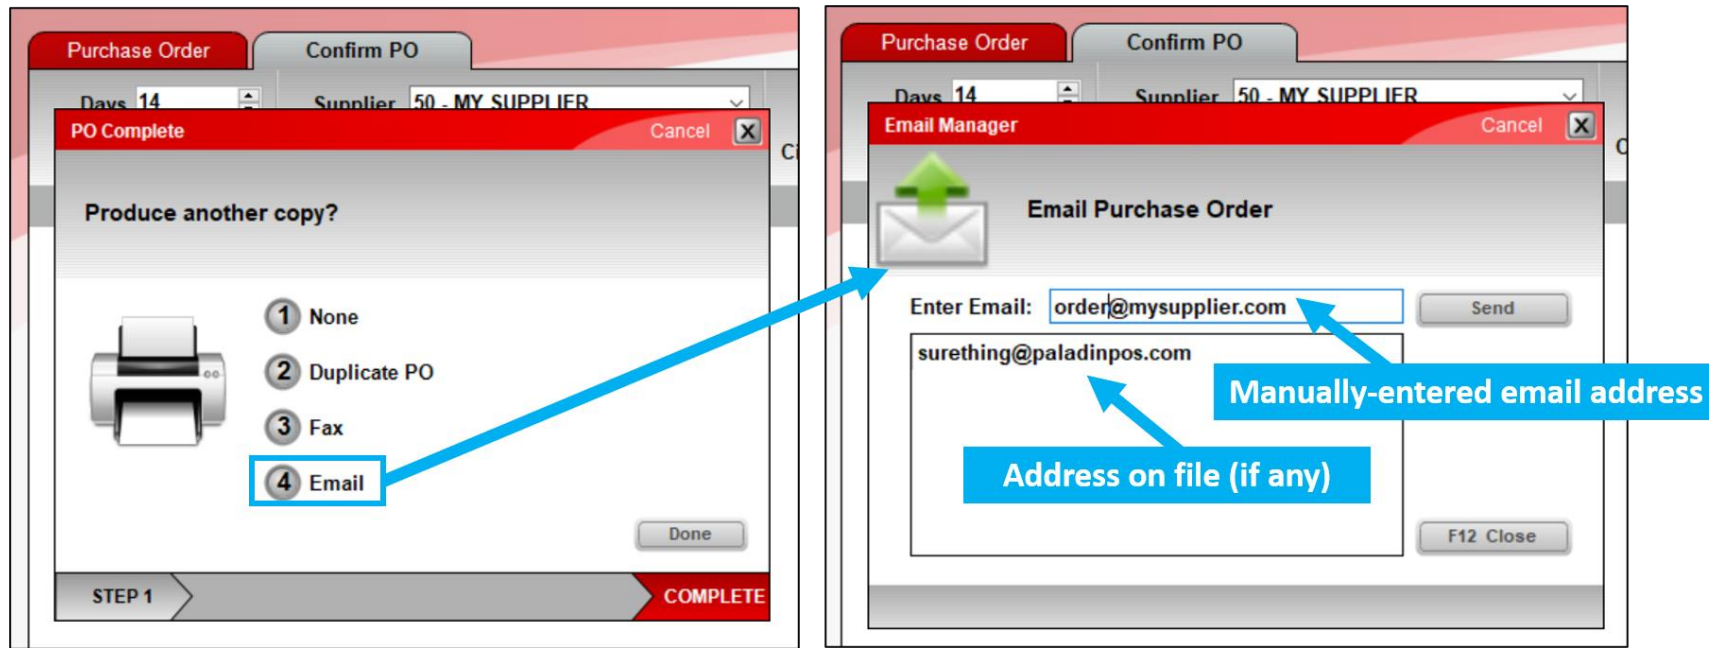 Purchase Order
Confirm PO
Days 14
Supplier 50 - MY SUPPLIER
PO Complete
Cancel X
Produce another copy?
1 None
2 Duplicate PO
3 Fax
4 Email
Done
STEP 1
COMPLETE
Purchase Order
Confirm PO
Days 14
Supplier 50 - MY SUPPLIER
Email Manager
Cancel X
Email Purchase Order
Enter Email: order@mysupplier.com
Send
surething@paladinpos.com
Manually-entered email address
Address on file (if any)
F12 Close